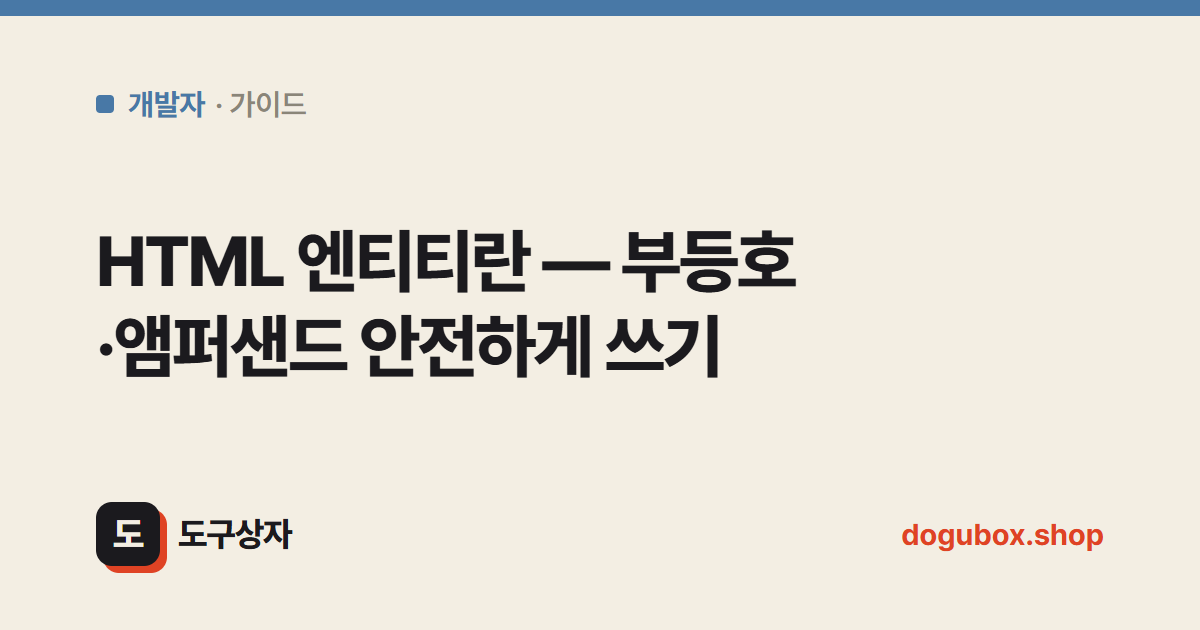 개발자 · 가이드
HTML 엔티티란 — 부등호
·앰퍼샌드 안전하게 쓰기
도 도구상자
dogubox.shop